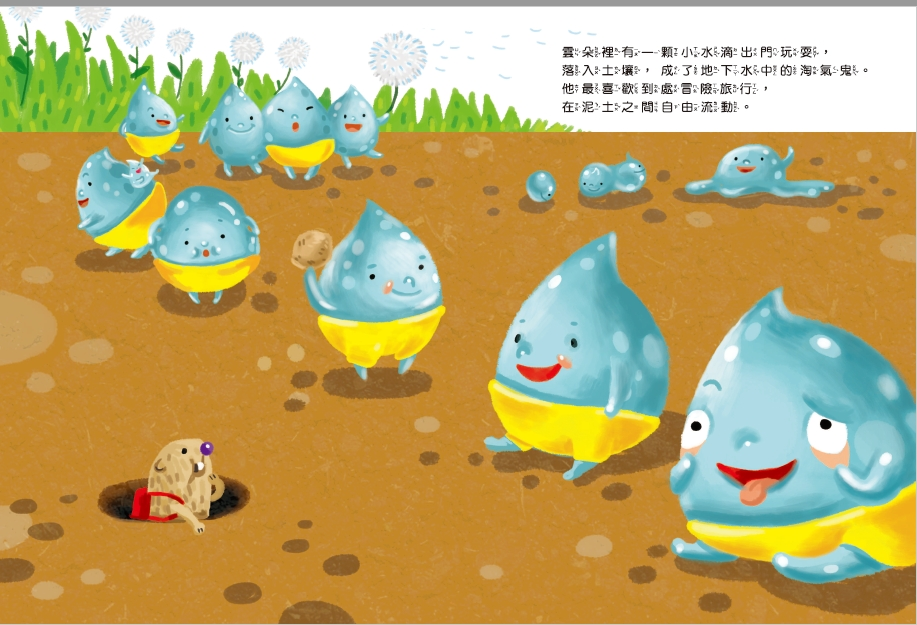 雲朵裡有一顆小水滴出門玩耍，
落入土壤，成了地下水中的淘氣鬼。
他最喜歡到處冒險旅行，
在泥土之間自由流動。